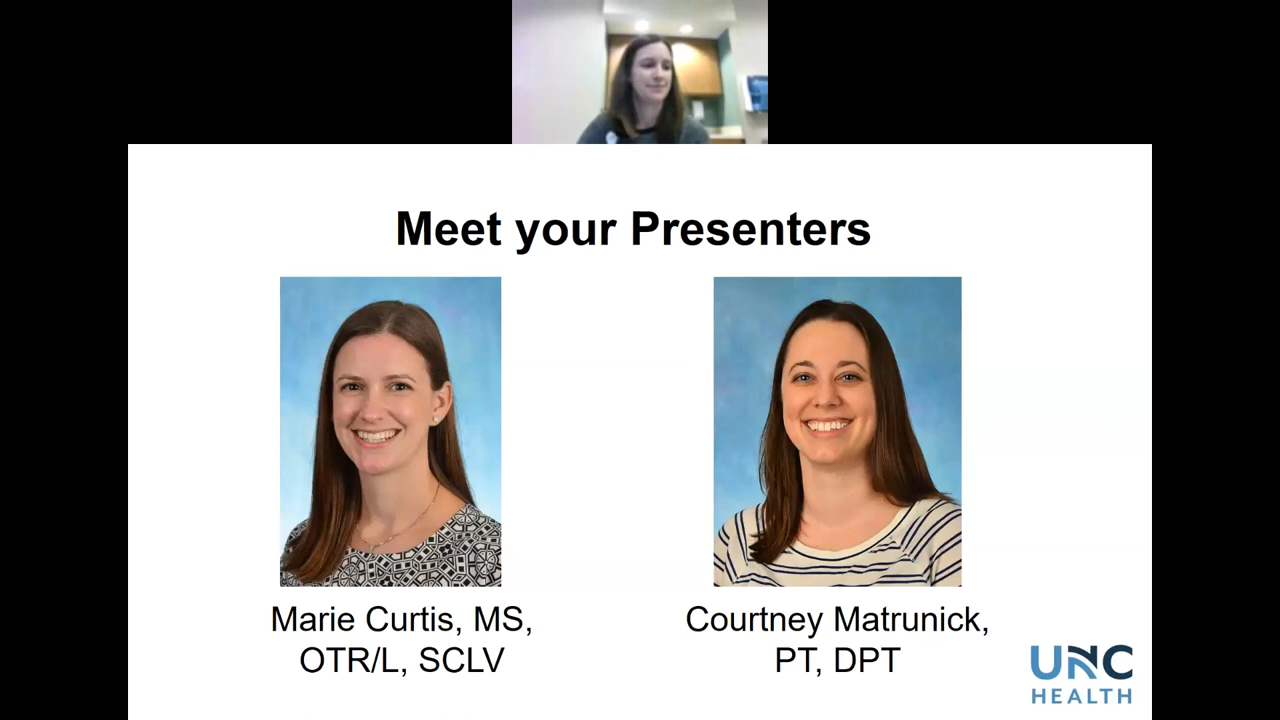 Meet your Presenters
Marie Curtis, MS,
OTR/L, SCLV
Courtney Matrunick,
PT, DPT
UNC
HEALTH